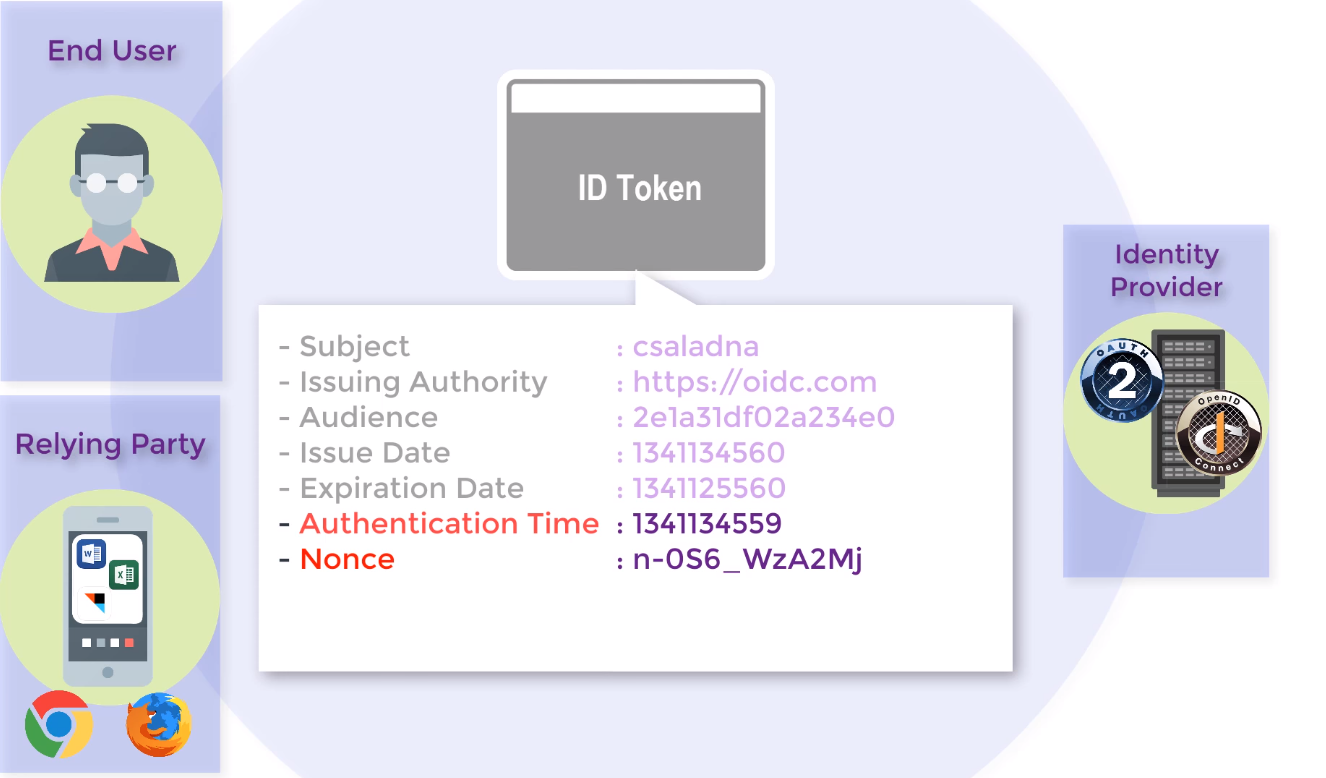 End User
ID Token
Identity
Provider
- Subject : csaladna
- Issuing Authority : https://oidc.com
- Audience : 2e1a31df02a234e0
- Issue Date : 1341134560
- Expiration Date : 1341125560
- Authentication Time : 1341134559
- Nonce : n-0S6_WzA2Mj
Relying Party
OAUTH
2
OAUTH
OpenID
Connect
W
X